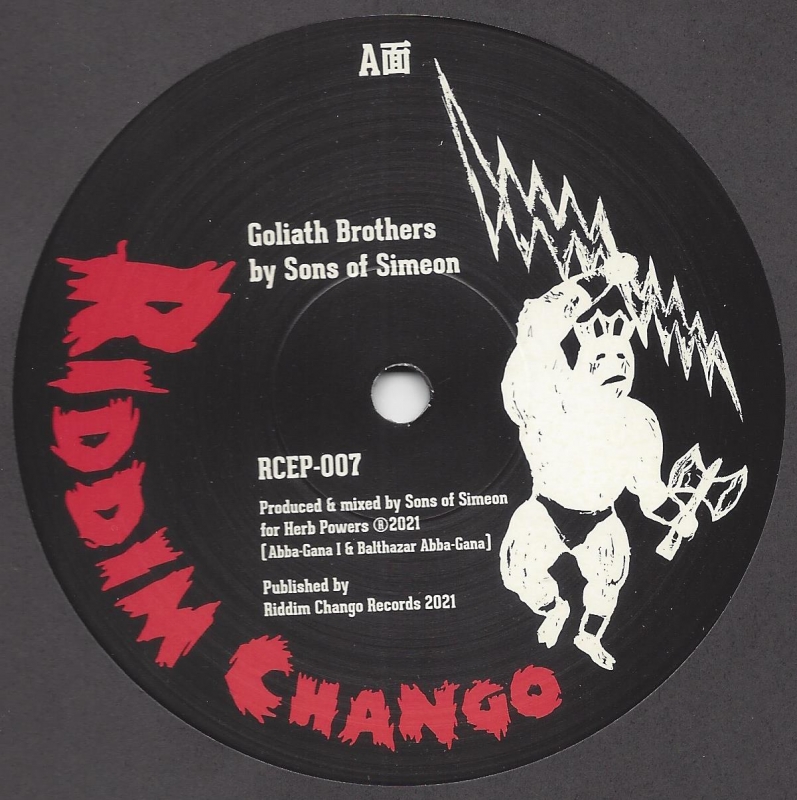 A面
Goliath Brothers
by Sons of Simeon
RIDDIM CHANGO
RCEP-007
Produced & mixed by Sons of Simeon
for Herb Powers ®2021
[Abba-Gana I & Balthazar Abba-Gana]
Published by
Riddim Chango Records 2021